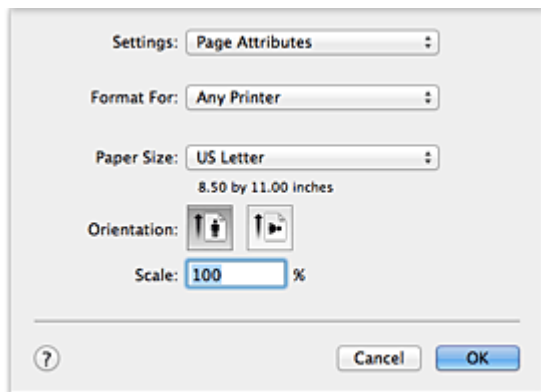 Settings: Page Attributes
Format For: Any Printer
Paper Size: US Letter
8.50 by 11.00 inches
Orientation:
Scale: 100 %
? Cancel OK